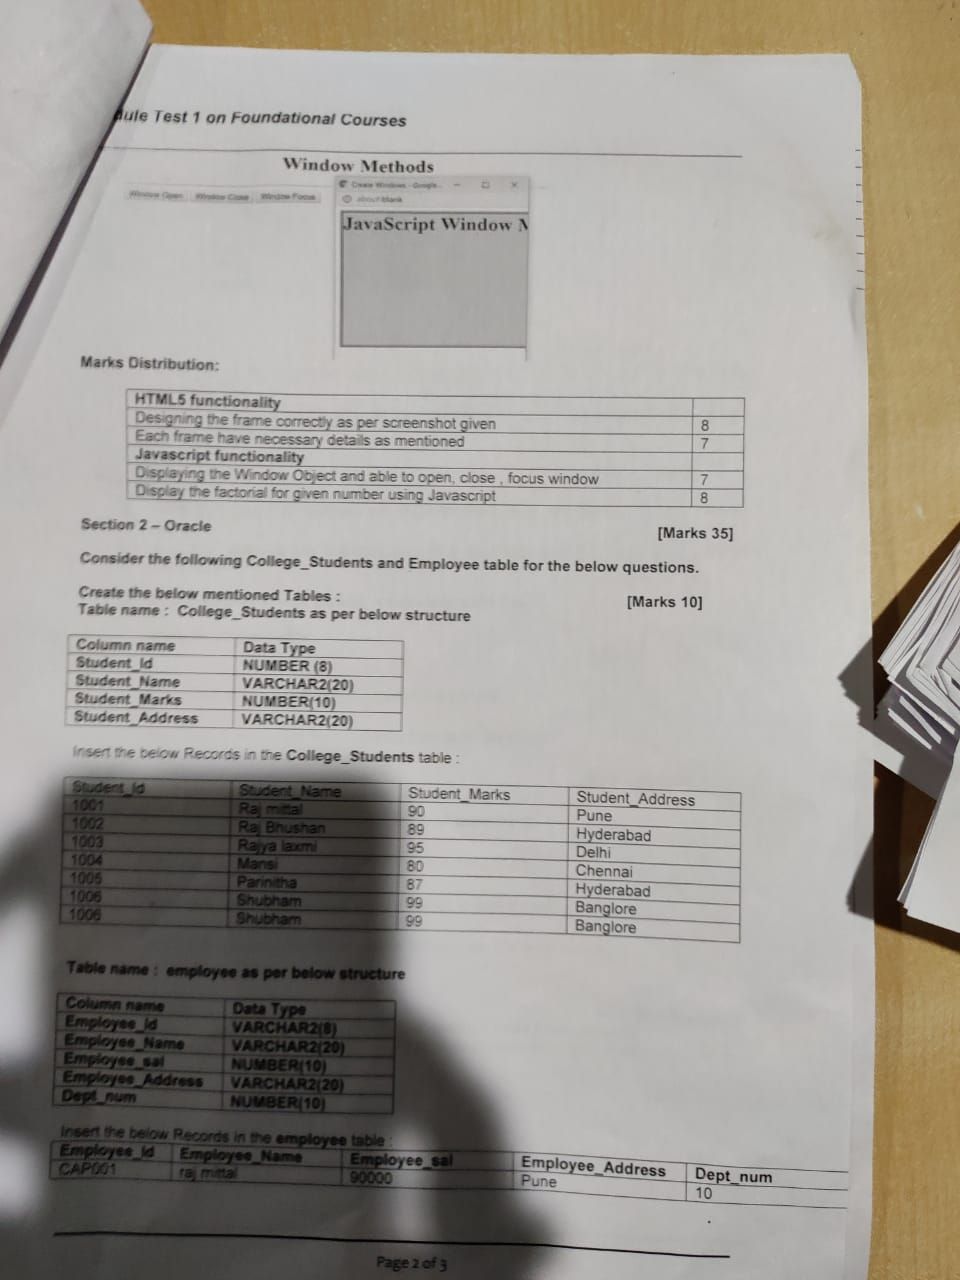 dule Test 1 on Foundational Courses
Window Methods
Window Open Window Close Window Focus
Create Windows - Google...
about:blank
JavaScript Window M
Marks Distribution:
HTML5 functionality
Designing the frame correctly as per screenshot given 8
Each frame have necessary details as mentioned 7
Javascript functionality
Displaying the Window Object and able to open, close , focus window 7
Display the factorial for given number using Javascript 8
Section 2 – Oracle [Marks 35]
Consider the following College_Students and Employee table for the below questions.
Create the below mentioned Tables : [Marks 10]
Table name : College_Students as per below structure
Column name Data Type
Student_Id NUMBER (8)
Student_Name VARCHAR2(20)
Student_Marks NUMBER(10)
Student_Address VARCHAR2(20)
Insert the below Records in the College_Students table :
Student_Id Student_Name Student_Marks Student_Address
1001 Raj mittal 90 Pune
1002 Raj Bhushan 89 Hyderabad
1003 Rajya laxmi 95 Delhi
1004 Mansi 80 Chennai
1005 Parinitha 87 Hyderabad
1006 Shubham 99 Banglore
1006 Shubham 99 Banglore
Table name : employee as per below structure
Column name Data Type
Employee_Id VARCHAR2(8)
Employee_Name VARCHAR2(20)
Employee_sal NUMBER(10)
Employee_Address VARCHAR2(20)
Dept_num NUMBER(10)
Insert the below Records in the employee table :
Employee_Id Employee_Name Employee_sal Employee_Address Dept_num
CAP001 raj mittal 90000 Pune 10
Page 2 of 3